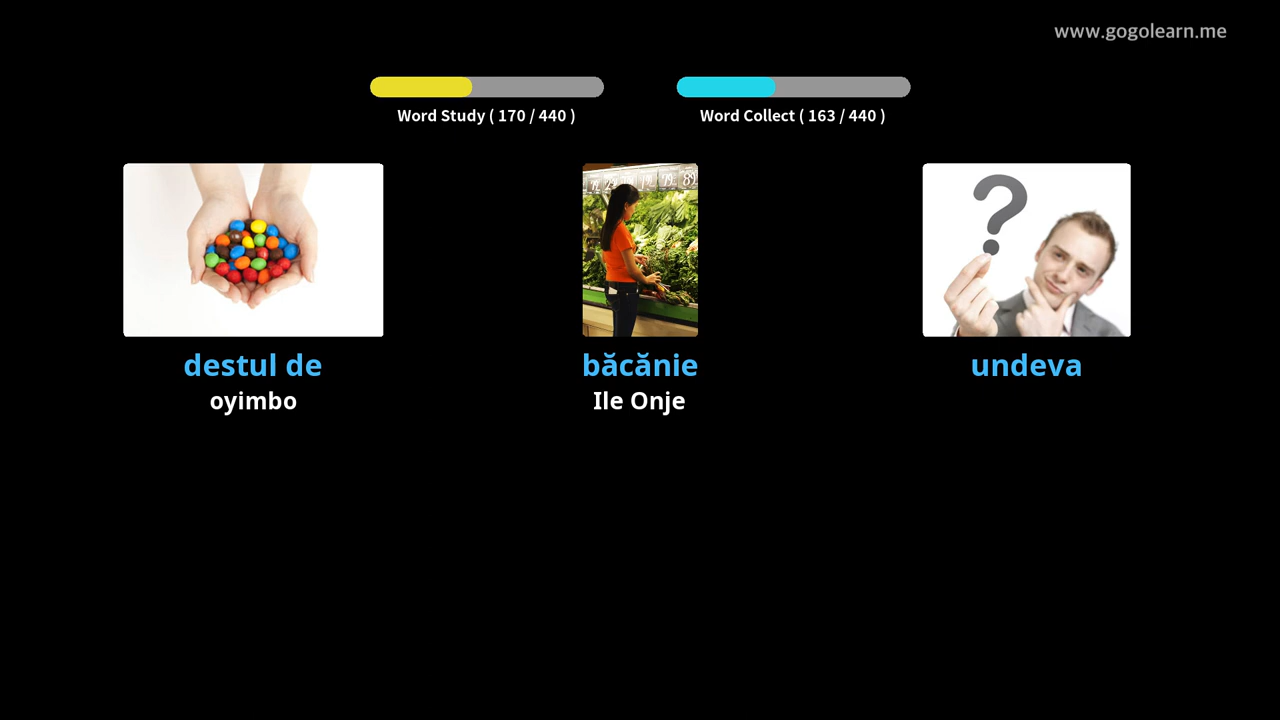 www.gogolearn.me
Word Study ( 170 / 440 )
Word Collect ( 163 / 440 )
destul de
băcănie
undeva
oyimbo
Ile Onje